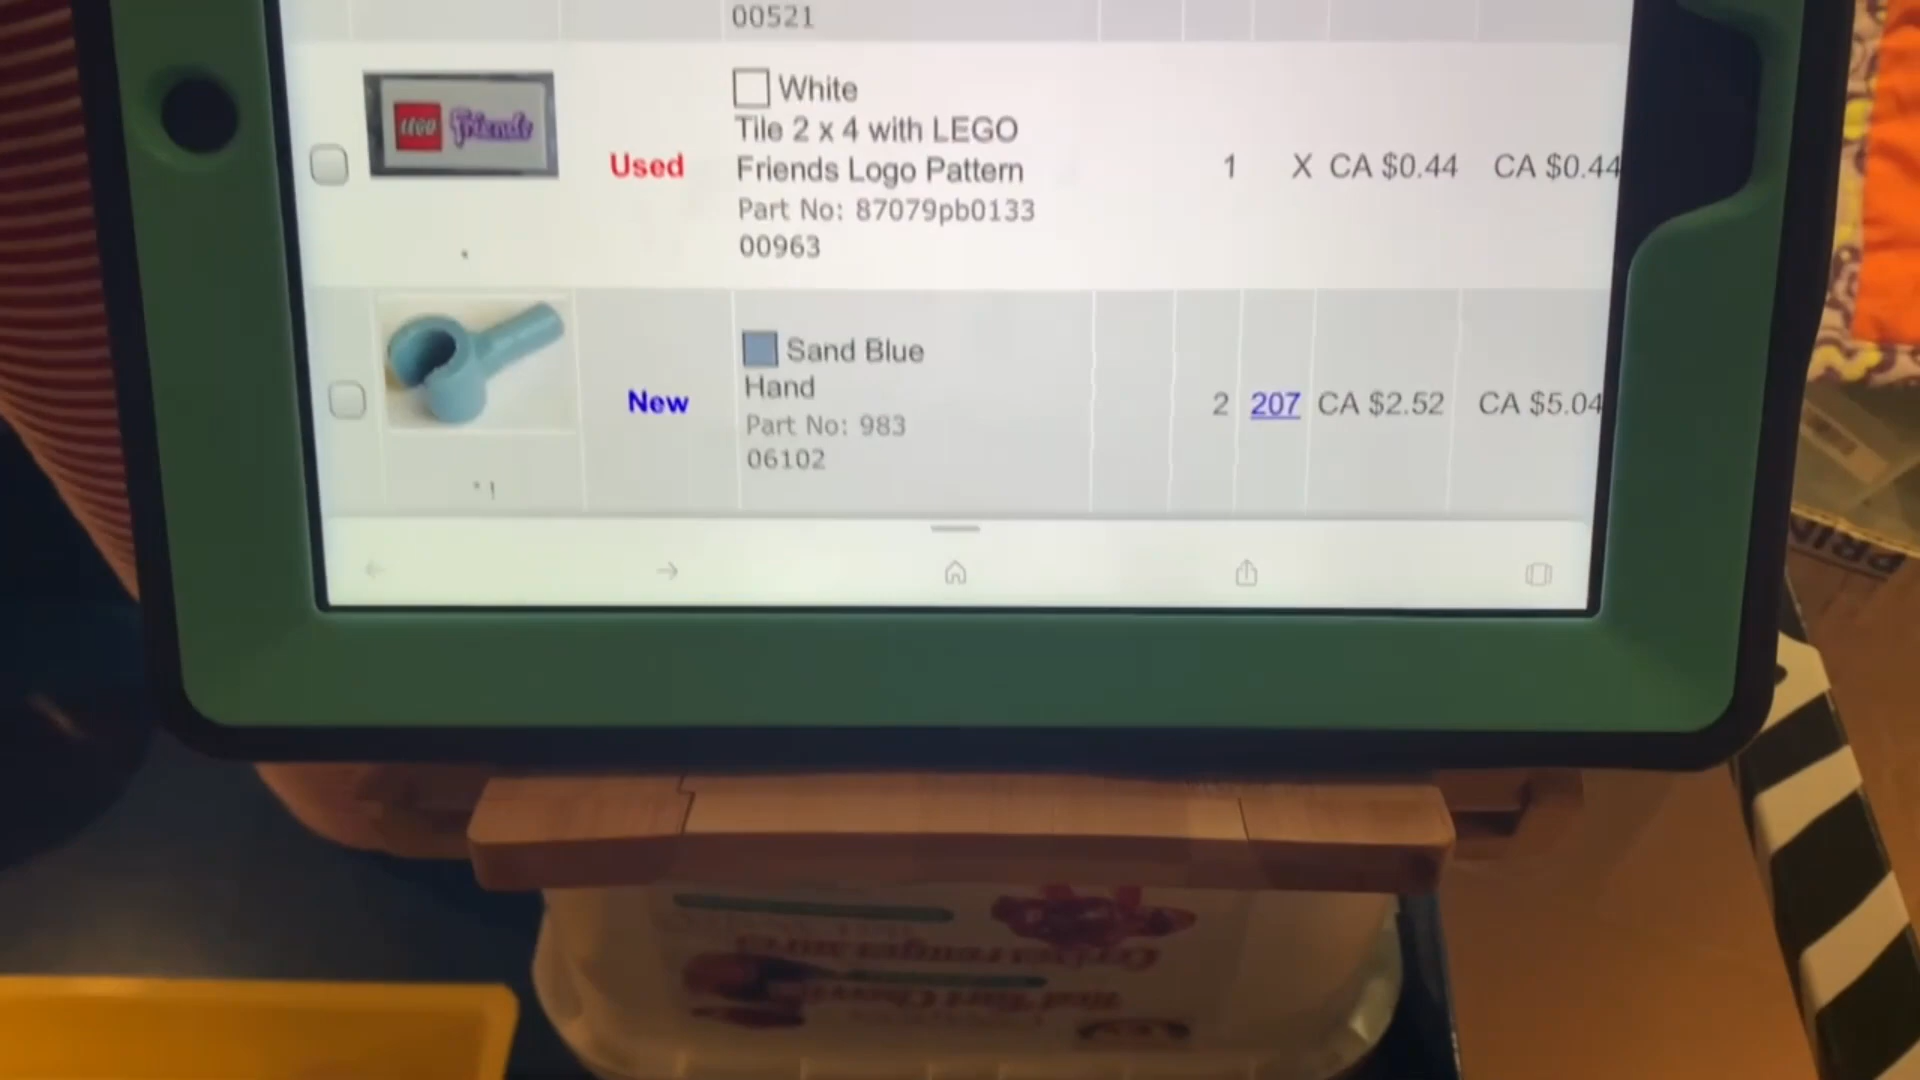 00521
LEGO Friends
White
Tile 2 x 4 with LEGO
Friends Logo Pattern
Part No: 87079pb0133
00963
Used
1 X CA $0.44 CA $0.44
Sand Blue
Hand
Part No: 983
06102
New
2 207 CA $2.52 CA $5.04
* !
PRI